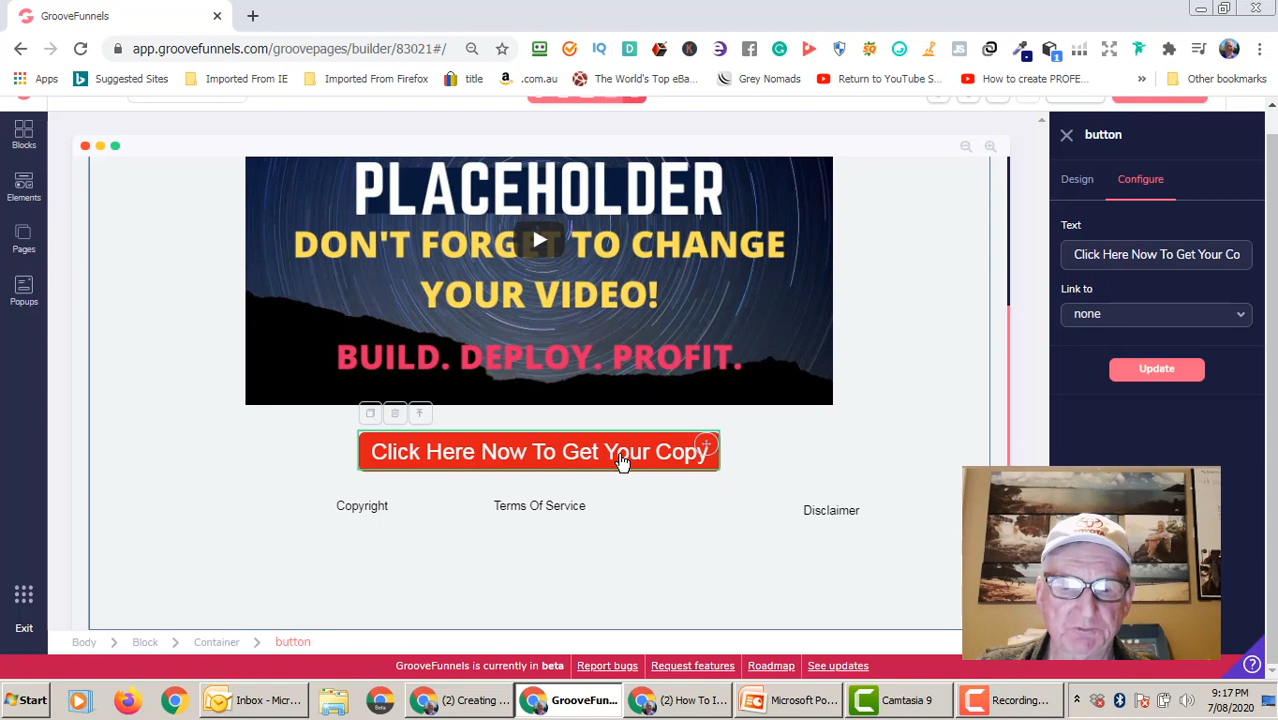 GrooveFunnels
app.groovefunnels.com/groovepages/builder/83021#/
Apps
Suggested Sites
Imported From IE
Imported From Firefox
title
.com.au
The World's Top eBa...
Grey Nomads
Return to YouTube S...
How to create PROFE...
Other bookmarks
Blocks
Elements
Pages
Popups
Exit
PLACEHOLDER
DON'T FORGET TO CHANGE
YOUR VIDEO!
BUILD. DEPLOY. PROFIT.
Click Here Now To Get Your Copy
Copyright
Terms Of Service
Disclaimer
button
Design
Configure
Text
Click Here Now To Get Your Co
Link to
none
Update
Body
Block
Container
button
GrooveFunnels is currently in beta
Report bugs
Request features
Roadmap
See updates
Start
Inbox - Mic...
Beta
(2) Creating ...
GrooveFun...
(2) How To I...
Microsoft Po...
Camtasia 9
Recording...
9:17 PM
7/08/2020